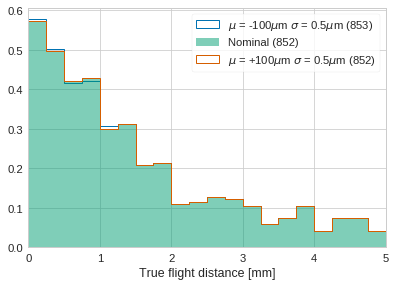 0.6
0.5
0.4
0.3
0.2
0.1
0.0
μ = -100μm σ = 0.5μm (853)
Nominal (852)
μ = +100μm σ = 0.5μm (852)
0 1 2 3 4 5
True flight distance [mm]